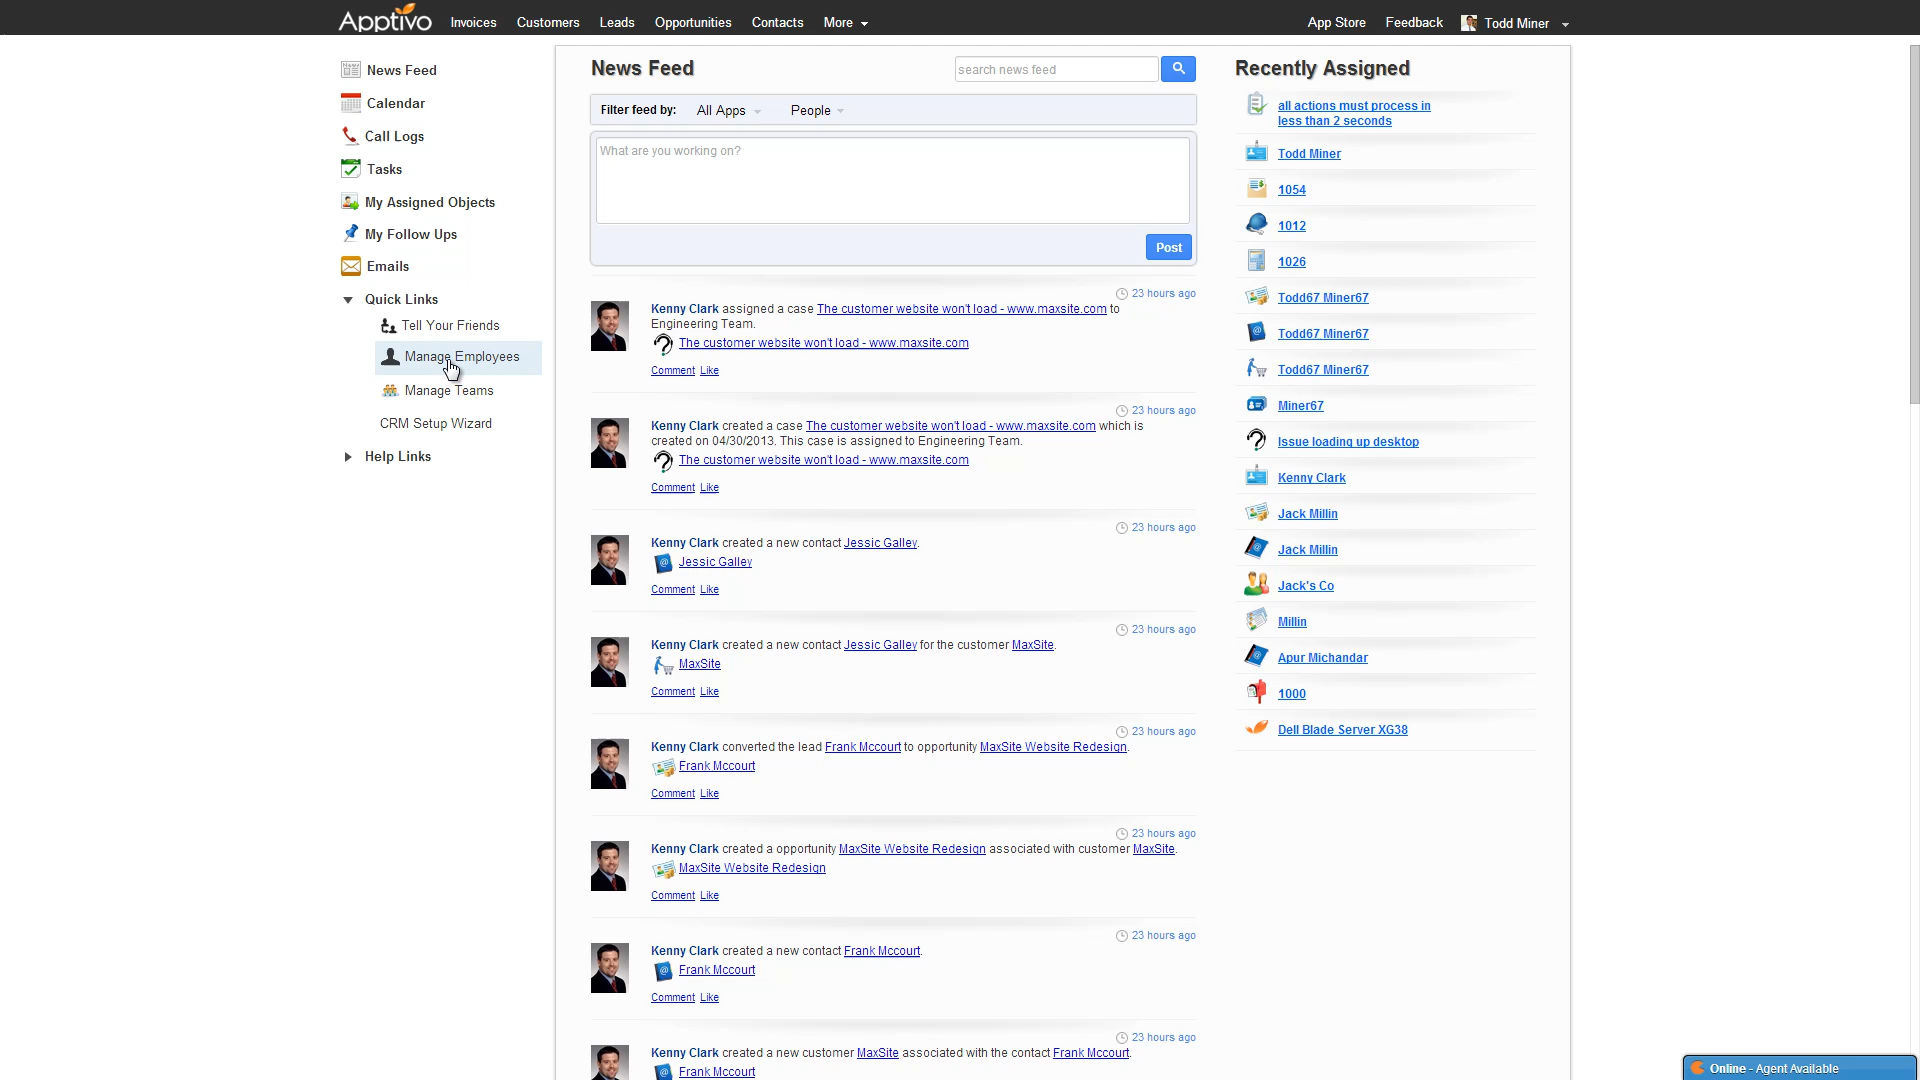 Apptivo Invoices Customers Leads Opportunities Contacts More App Store Feedback Todd Miner
News Feed
Calendar
Call Logs
Tasks
My Assigned Objects
My Follow Ups
Emails
Quick Links
Tell Your Friends
Manage Employees
Manage Teams
CRM Setup Wizard
Help Links
News Feed
search news feed
Filter feed by: All Apps People
What are you working on?
Post
23 hours ago
Kenny Clark assigned a case The customer website won't load - www.maxsite.com to
Engineering Team.
The customer website won't load - www.maxsite.com
Comment Like
23 hours ago
Kenny Clark created a case The customer website won't load - www.maxsite.com which is
created on 04/30/2013. This case is assigned to Engineering Team.
The customer website won't load - www.maxsite.com
Comment Like
23 hours ago
Kenny Clark created a new contact Jessic Galley.
Jessic Galley
Comment Like
23 hours ago
Kenny Clark created a new contact Jessic Galley for the customer MaxSite.
MaxSite
Comment Like
23 hours ago
Kenny Clark converted the lead Frank Mccourt to opportunity MaxSite Website Redesign.
Frank Mccourt
Comment Like
23 hours ago
Kenny Clark created a opportunity MaxSite Website Redesign associated with customer MaxSite.
MaxSite Website Redesign
Comment Like
23 hours ago
Kenny Clark created a new contact Frank Mccourt.
Frank Mccourt
Comment Like
23 hours ago
Kenny Clark created a new customer MaxSite associated with the contact Frank Mccourt.
Frank Mccourt
Recently Assigned
all actions must process in
less than 2 seconds
Todd Miner
1054
1012
1026
Todd67 Miner67
Todd67 Miner67
Todd67 Miner67
Miner67
Issue loading up desktop
Kenny Clark
Jack Millin
Jack Millin
Jack's Co
Millin
Apur Michandar
1000
Dell Blade Server XG38
Online - Agent Available